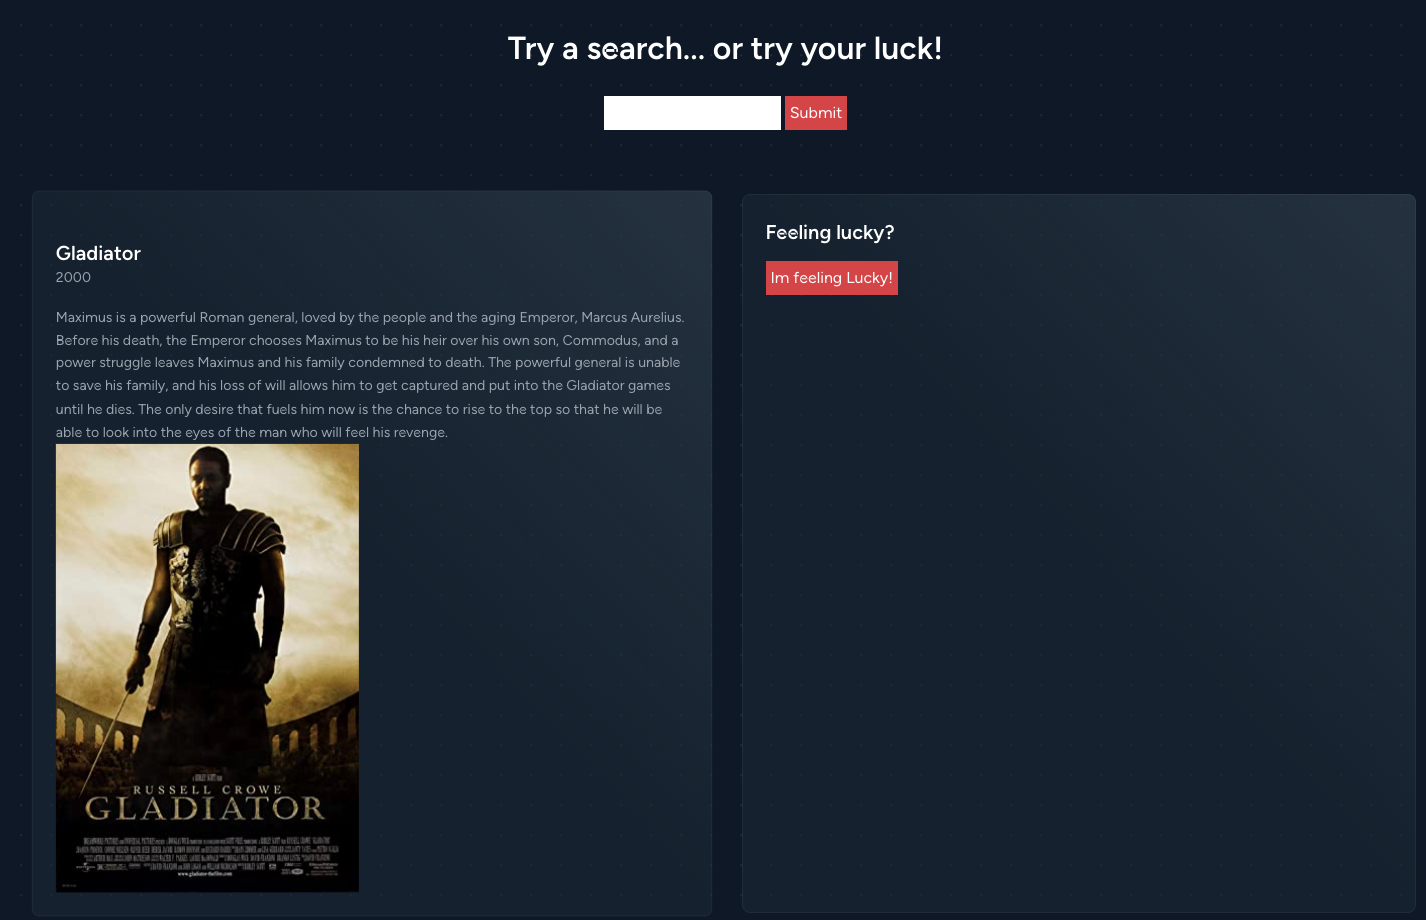 Try a search... or try your luck!
Submit
Gladiator
2000
Maximus is a powerful Roman general, loved by the people and the aging Emperor, Marcus Aurelius.
Before his death, the Emperor chooses Maximus to be his heir over his own son, Commodus, and a
power struggle leaves Maximus and his family condemned to death. The powerful general is unable
to save his family, and his loss of will allows him to get captured and put into the Gladiator games
until he dies. The only desire that fuels him now is the chance to rise to the top so that he will be
able to look into the eyes of the man who will feel his revenge.
RUSSELL CROWE
GLADIATOR
www.gladiator-thefilm.com
Feeling lucky?
Im feeling Lucky!